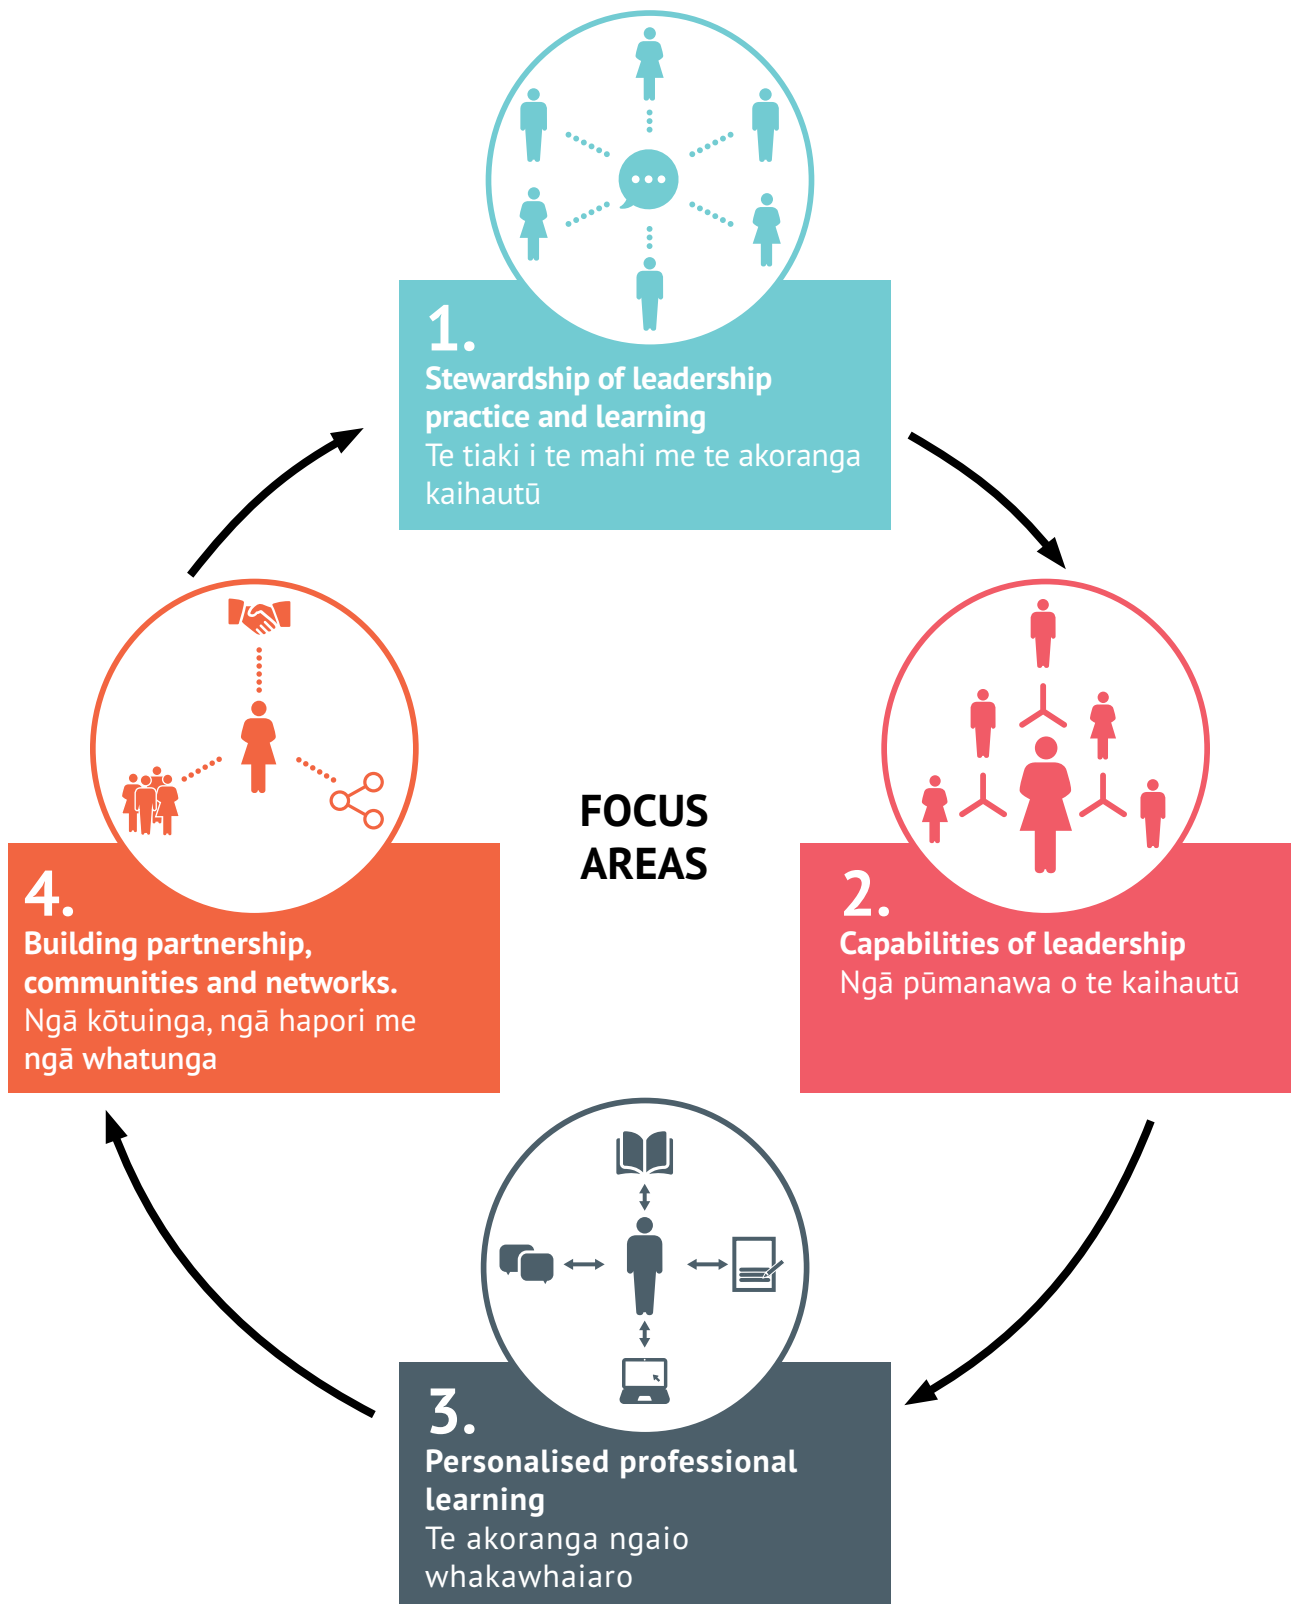 1.
Stewardship of leadership
practice and learning
Te tiaki i te mahi me te akoranga
kaihautū
FOCUS
AREAS
2.
Capabilities of leadership
Ngā pūmanawa o te kaihautū
3.
Personalised professional
learning
Te akoranga ngaio
whakawhaiaro
4.
Building partnership,
communities and networks.
Ngā kōtuinga, ngā hapori me
ngā whatunga